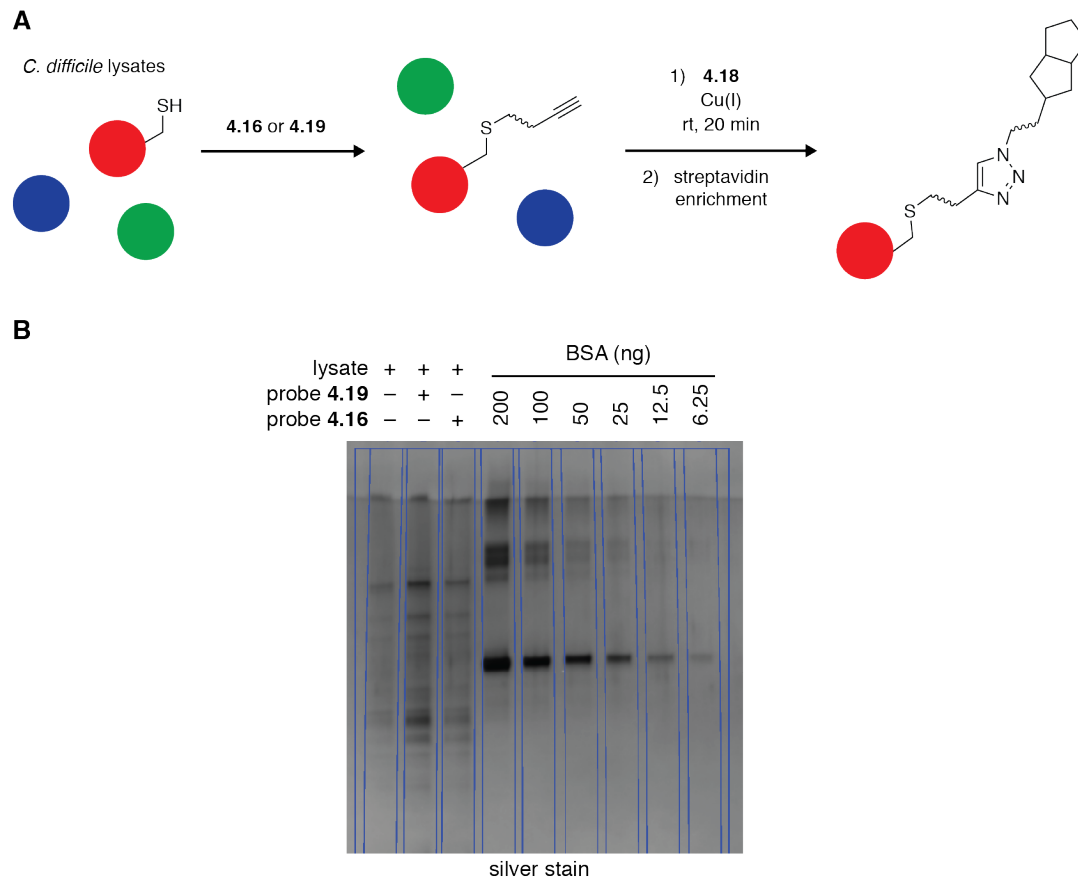 A
C. difficile lysates
SH
4.16 or 4.19
S
1) 4.18
Cu(I)
rt, 20 min
2) streptavidin
enrichment
S
N
N
N
B
BSA (ng)
lysate + + +
probe 4.19 – + –
probe 4.16 – – +
200 100 50 25 12.5 6.25
silver stain